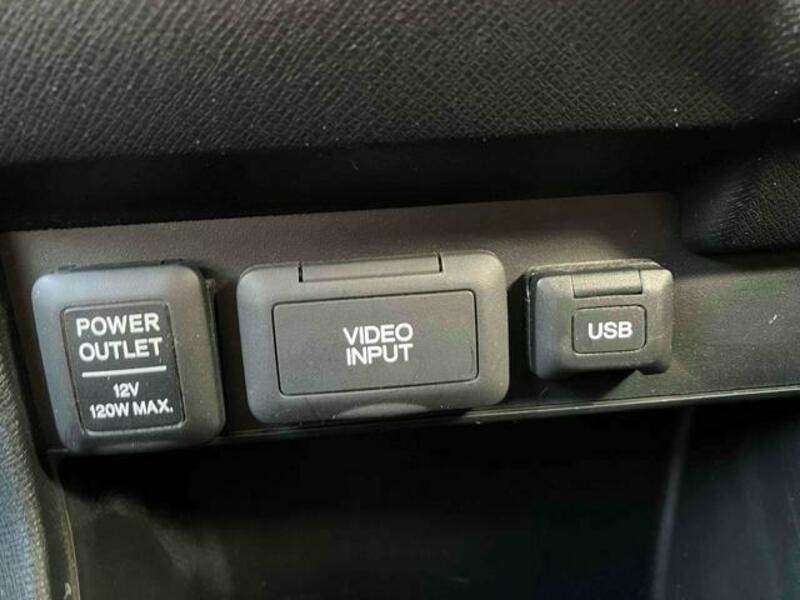 POWER
OUTLET
12V
120W MAX.
VIDEO
INPUT
USB